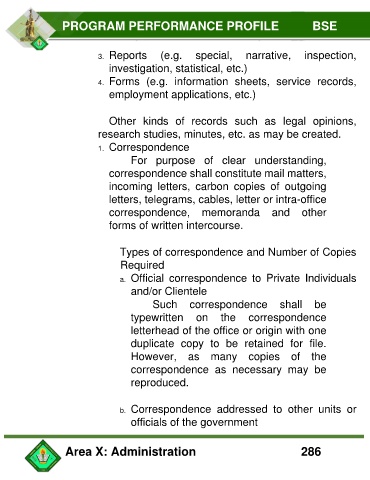 PROGRAM PERFORMANCE PROFILE BSE
3. Reports (e.g. special, narrative, inspection,
investigation, statistical, etc.)
4. Forms (e.g. information sheets, service records,
employment applications, etc.)
Other kinds of records such as legal opinions,
research studies, minutes, etc. as may be created.
1. Correspondence
For purpose of clear understanding,
correspondence shall constitute mail matters,
incoming letters, carbon copies of outgoing
letters, telegrams, cables, letter or intra-office
correspondence, memoranda and other
forms of written intercourse.
Types of correspondence and Number of Copies
Required
a. Official correspondence to Private Individuals
and/or Clientele
Such correspondence shall be
typewritten on the correspondence
letterhead of the office or origin with one
duplicate copy to be retained for file.
However, as many copies of the
correspondence as necessary may be
reproduced.
b. Correspondence addressed to other units or
officials of the government
Area X: Administration 286